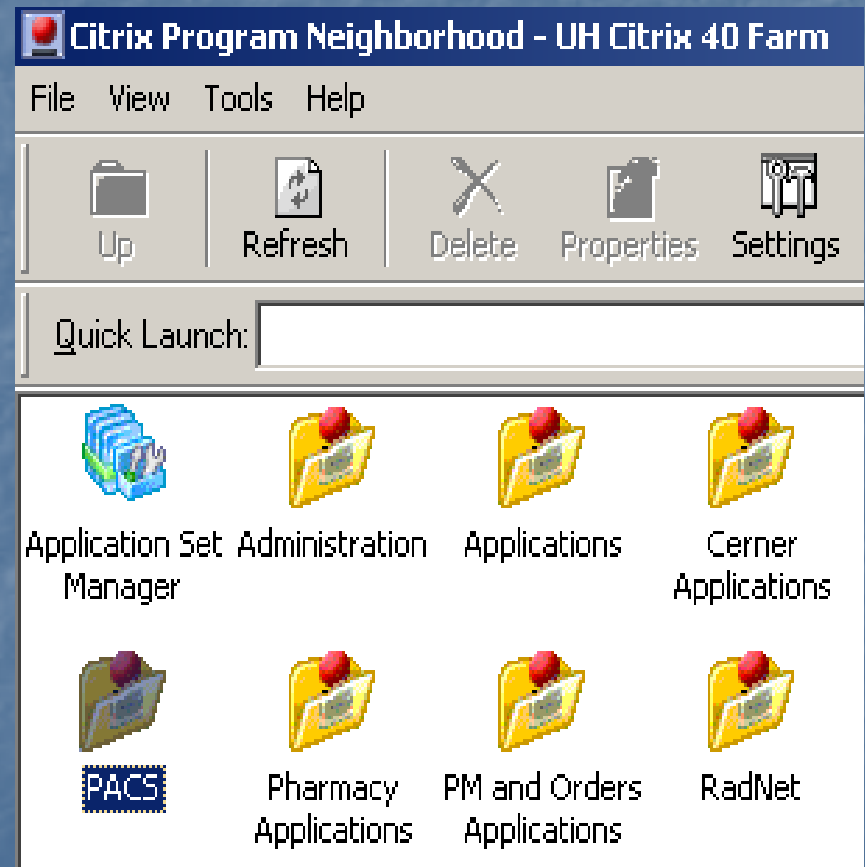 Citrix Program Neighborhood - UH Citrix 40 Farm
File View Tools Help
Up Refresh Delete Properties Settings
Quick Launch:
Application Set Manager
Administration
Applications
Cerner Applications
PACS
Pharmacy Applications
PM and Orders Applications
RadNet